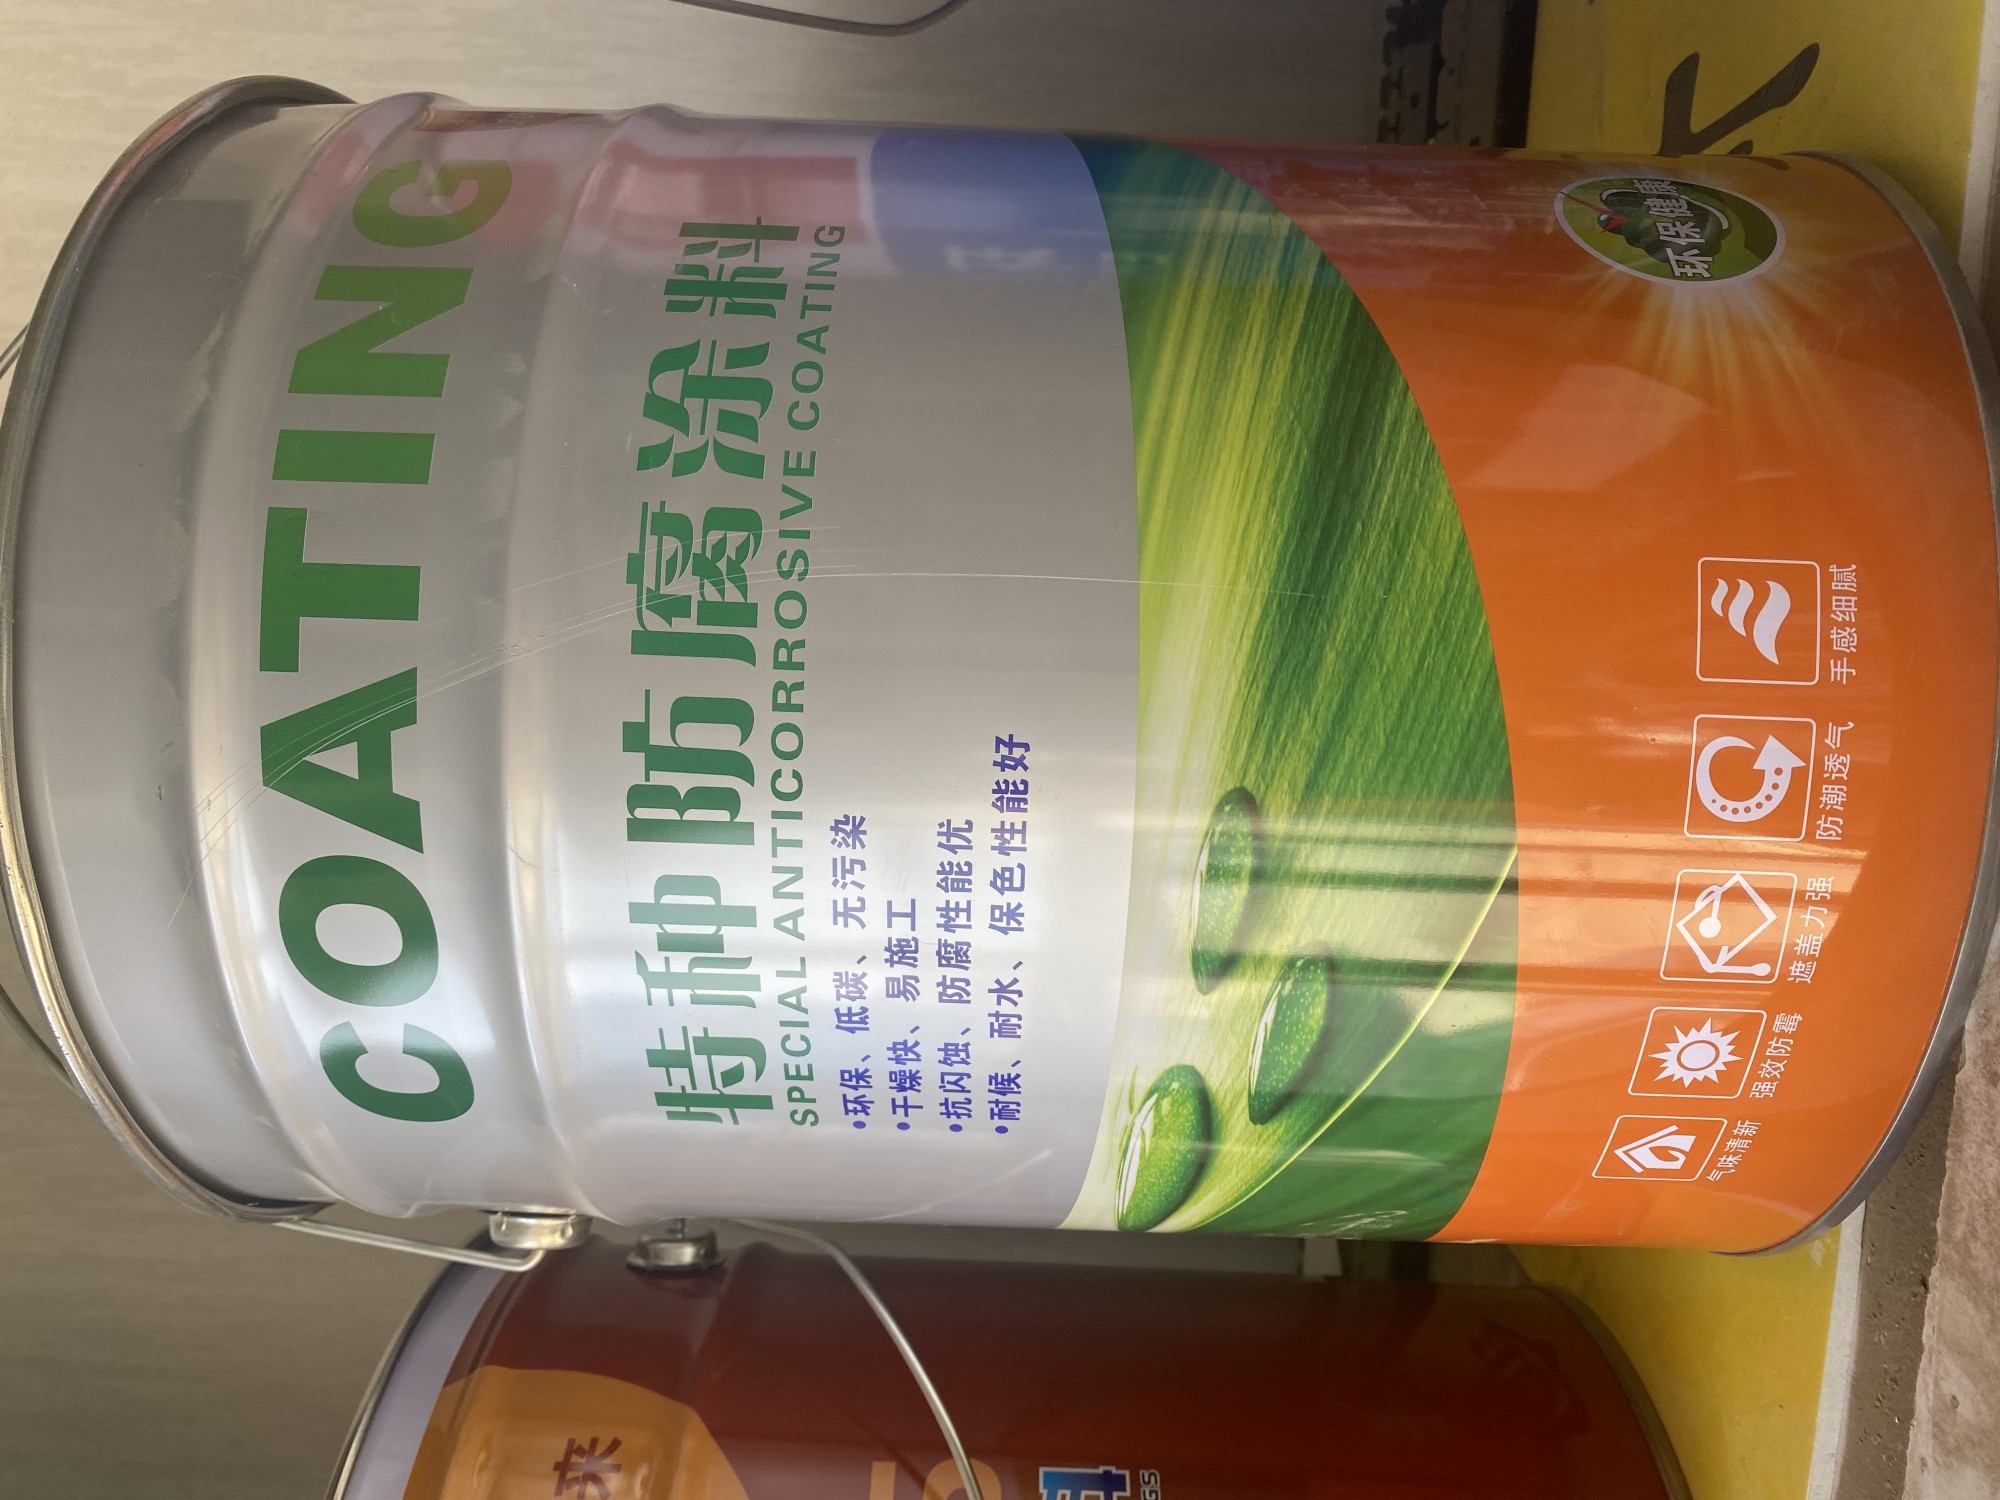 COATING
特种防腐涂料
SPECIAL ANTICORROSIVE COATING
•环保、低碳、无污染
•干燥快、易施工
•抗闪蚀、防腐性能优
•耐候、耐水、保色性能好
环保健康
气味清新
强效防霉
遮盖力强
防潮透气
手感细腻
来
GS